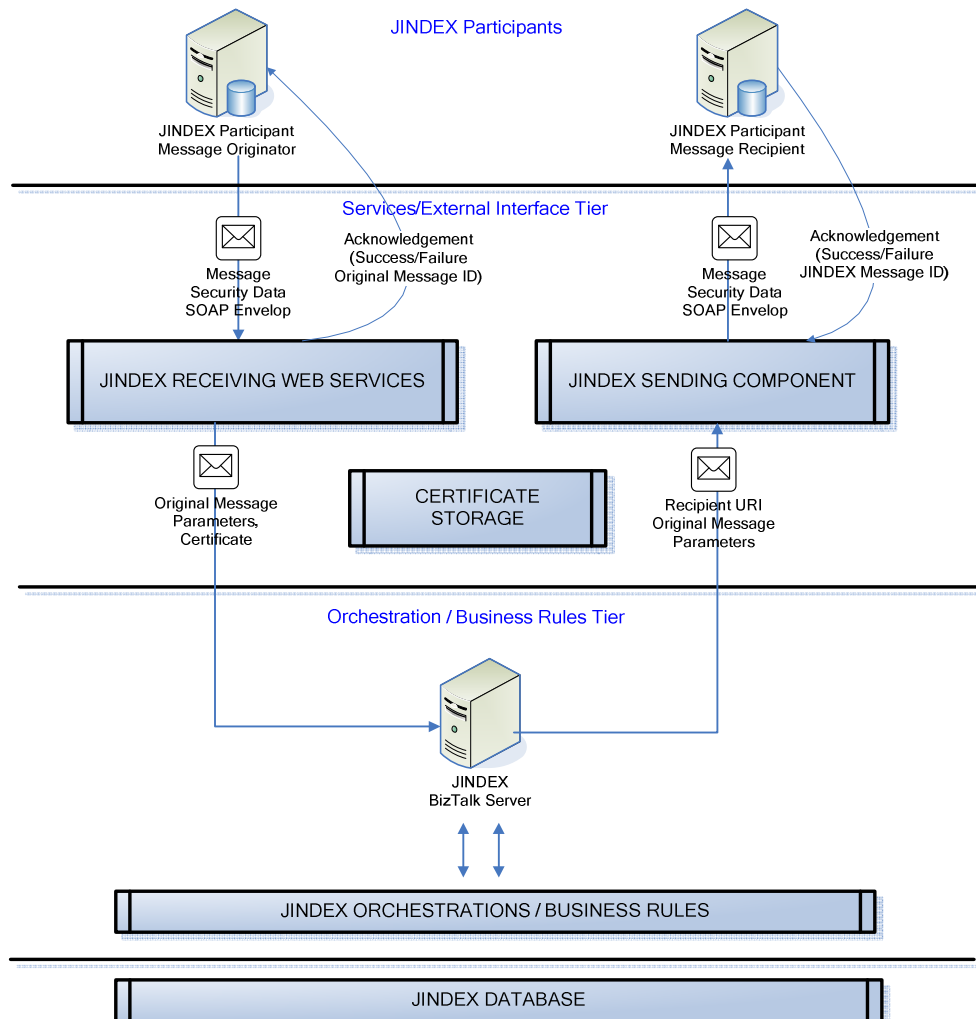 JINDEX Participants
JINDEX Participant
Message Originator
JINDEX Participant
Message Recipient
Services/External Interface Tier
Message
Security Data
SOAP Envelop
Acknowledgement
(Success/Failure
Original Message ID)
Message
Security Data
SOAP Envelop
Acknowledgement
(Success/Failure
JINDEX Message ID)
JINDEX RECEIVING WEB SERVICES
JINDEX SENDING COMPONENT
Original Message
Parameters,
Certificate
CERTIFICATE
STORAGE
Recipient URI
Original Message
Parameters
Orchestration / Business Rules Tier
JINDEX
BizTalk Server
JINDEX ORCHESTRATIONS / BUSINESS RULES
JINDEX DATABASE